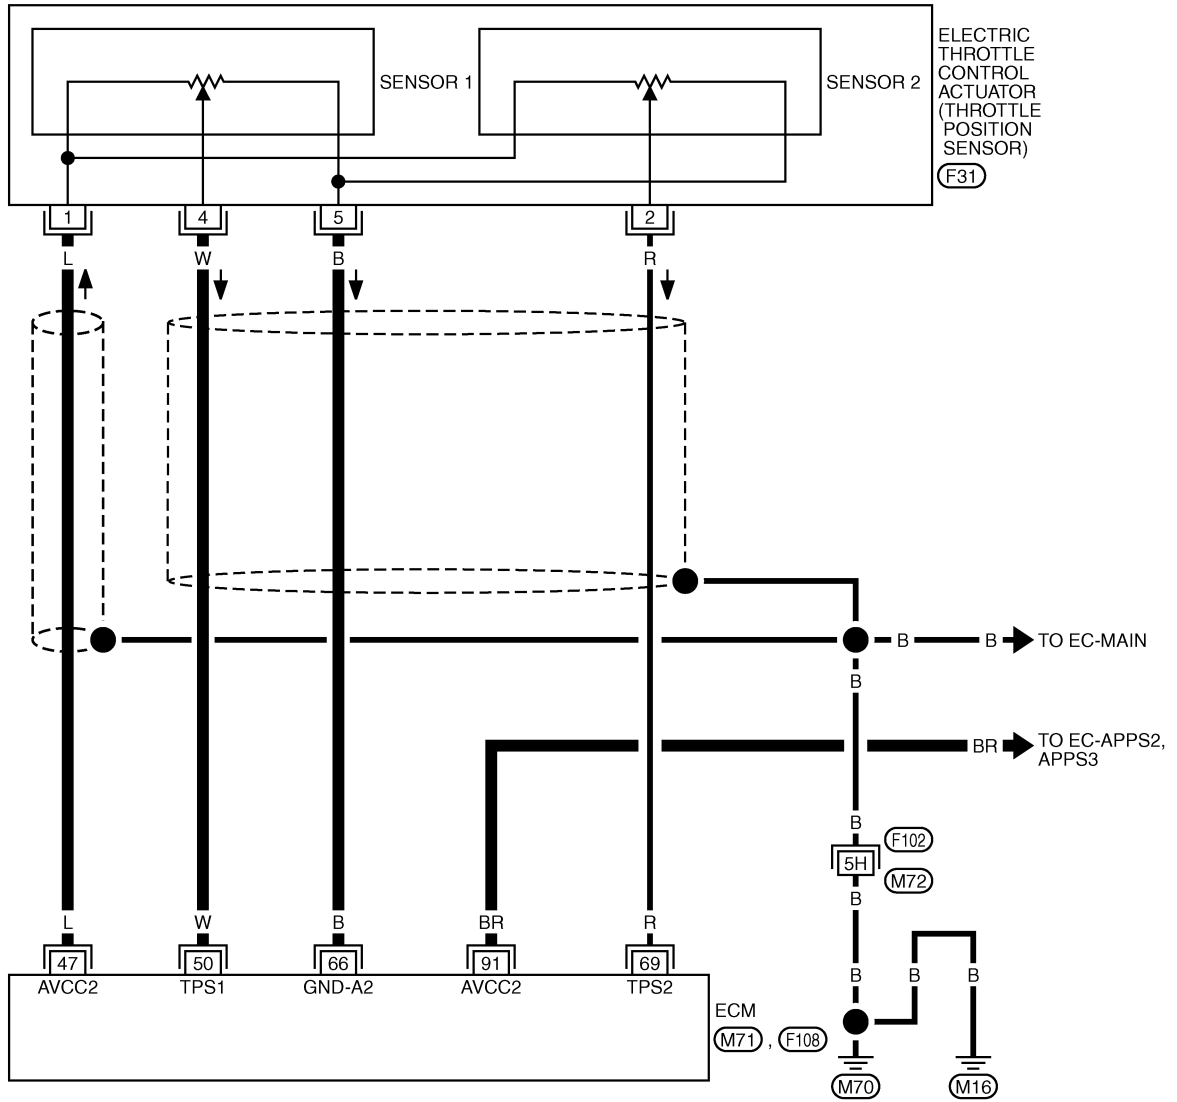 ELECTRIC
THROTTLE
CONTROL
ACTUATOR
(THROTTLE
POSITION
SENSOR)
F31
SENSOR 1
SENSOR 2
1
4
5
2
L
W
B
R
B
B
TO EC-MAIN
B
BR
TO EC-APPS2,
APPS3
B
F102
5H
M72
B
L
W
B
BR
R
47
50
66
91
69
AVCC2
TPS1
GND-A2
AVCC2
TPS2
B
B
B
ECM
M71 , F108
M70
M16